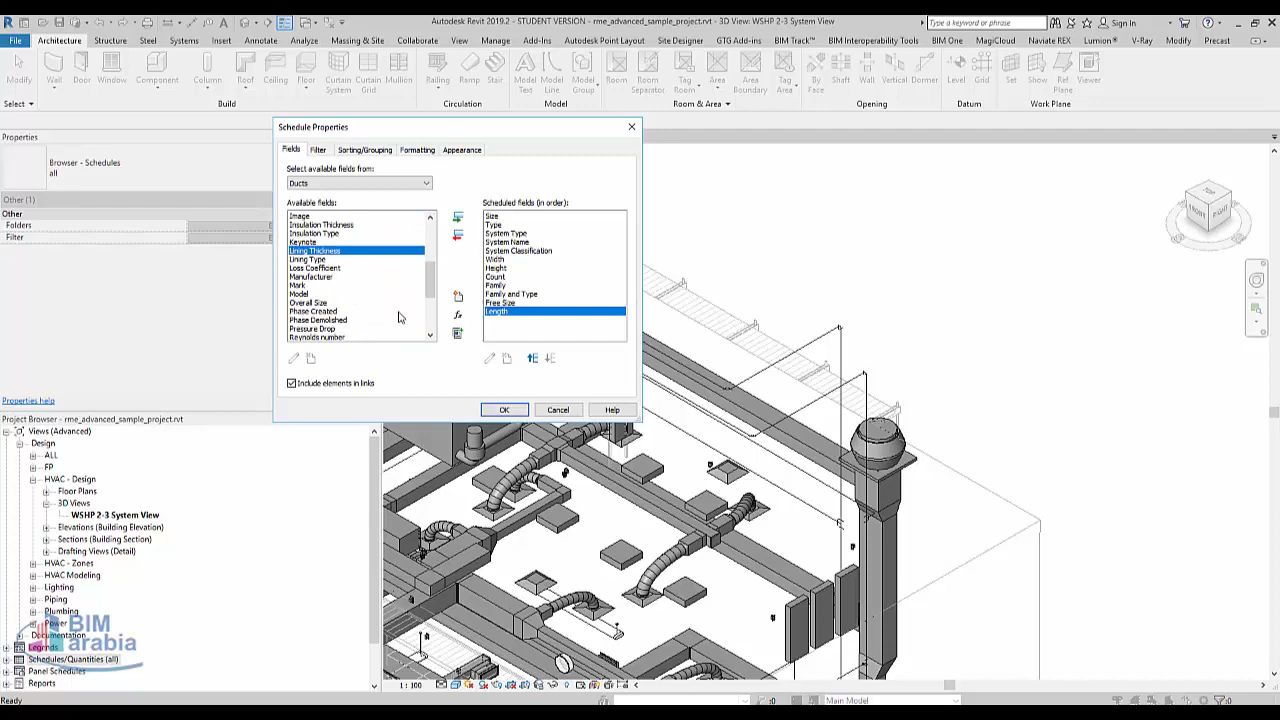 Autodesk Revit 2019.2 - STUDENT VERSION - rme_advanced_sample_project.rvt - 3D View: WSHP 2-3 System View
Type a keyword or phrase
Sign In
File Architecture Structure Steel Systems Insert Annotate Analyze Massing & Site Collaborate View Manage Add-Ins Autodesk Point Layout Site Designer GTG Add-ins BIM Track™ BIM Interoperability Tools BIM One MagiCloud Naviate REX Lumion® V-Ray Modify Precast
Modify Wall Door Window Component Column Roof Ceiling Floor Curtain System Curtain Grid Mullion Railing Ramp Stair Model Text Model Line Model Group Room Room Separator Tag Room Area Area Boundary Tag Area By Face Shaft Wall Vertical Dormer Level Grid Set Show Ref Plane Viewer
Select Build Circulation Model Room & Area Opening Datum Work Plane
Properties
Browser - Schedules
all
Other (1)
Other
Folders
Filter
Properties help
Schedule Properties
Fields Filter Sorting/Grouping Formatting Appearance
Select available fields from:
Ducts
Available fields:
Image
Insulation Thickness
Insulation Type
Keynote
Lining Thickness
Lining Type
Loss Coefficient
Manufacturer
Mark
Model
Overall Size
Phase Created
Phase Demolished
Pressure Drop
Reynolds number
Scheduled fields (in order):
Size
Type
System Type
System Name
System Classification
Width
Height
Count
Family
Family and Type
Free Size
Length
Include elements in links
OK Cancel Help
TOP
FRONT
RIGHT
Project Browser - rme_advanced_sample_project.rvt
Views (Advanced)
Design
ALL
FP
HVAC - Design
Floor Plans
3D Views
WSHP 2-3 System View
Elevations (Building Elevation)
Sections (Building Section)
Drafting Views (Detail)
HVAC - Zones
HVAC Modeling
Lighting
Piping
Plumbing
Power
Documentation
Legends
Schedules/Quantities (all)
Panel Schedules
Reports
BIM
arabia
1 : 100
Ready
:0
Main Model
:0